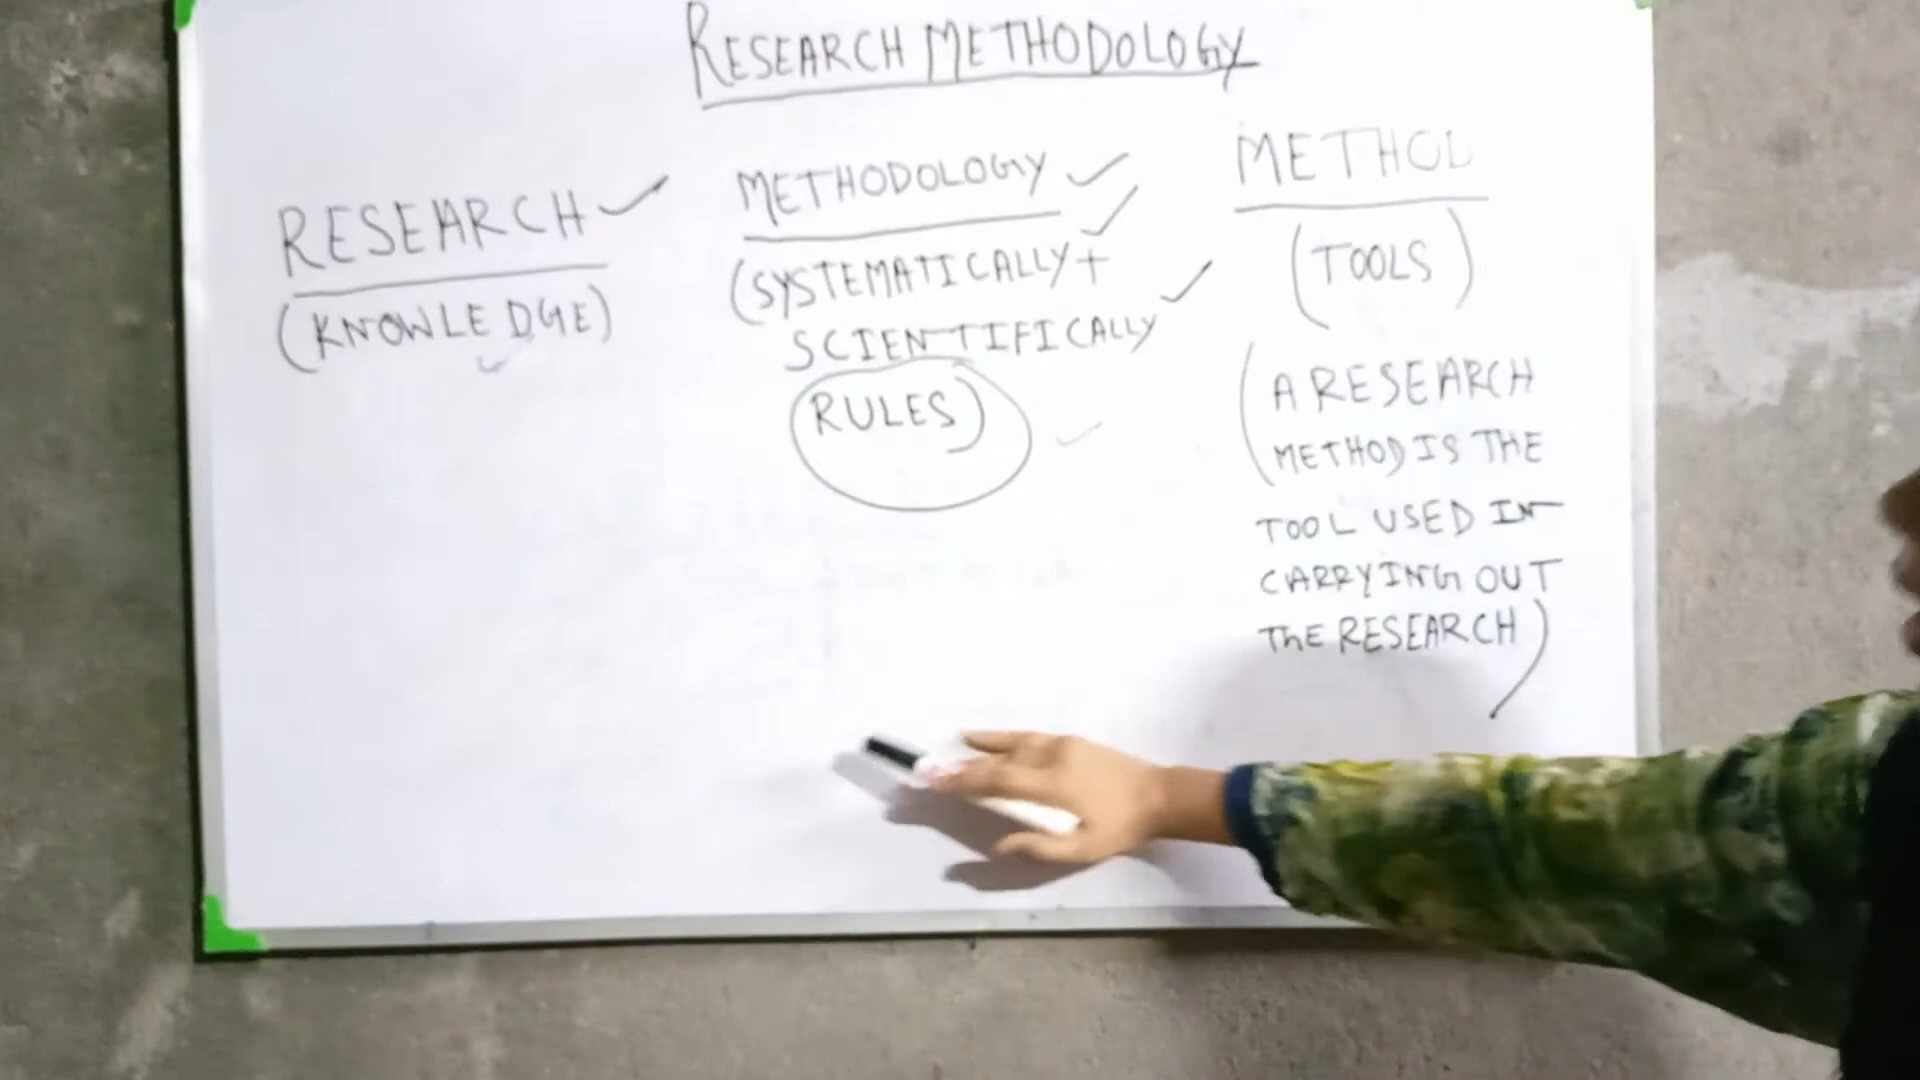 RESEARCH METHODOLOGY
RESEARCH ✓
(KNOWLEDGE)
✓
METHODOLOGY ✓
✓
(SYSTEMATICALLY +
SCIENTIFICALLY ✓
RULES) ✓
METHOD
(TOOLS)
(A RESEARCH
METHOD IS THE
TOOL USED IN
CARRYING OUT
ThE RESEARCH)